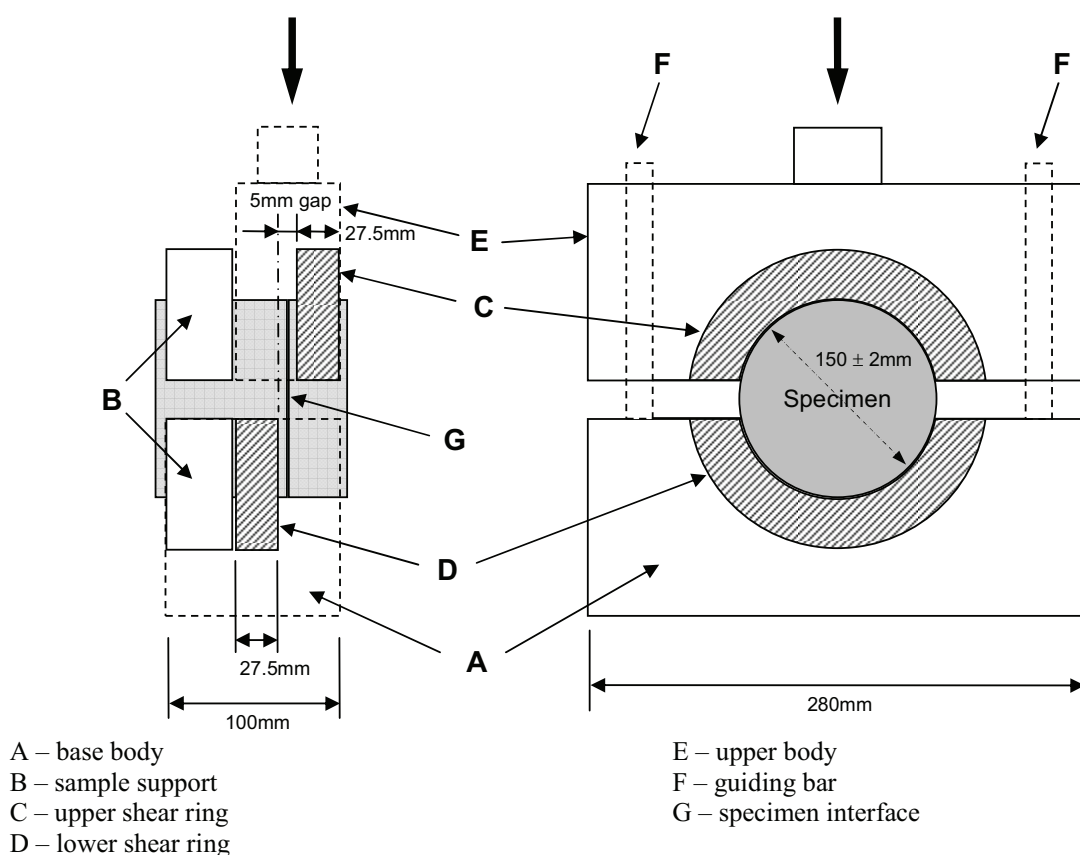 F
F
5mm gap
27.5mm
E
C
150 ± 2mm
Specimen
B
G
D
A
27.5mm
100mm
280mm
A – base body
B – sample support
C – upper shear ring
D – lower shear ring
E – upper body
F – guiding bar
G – specimen interface